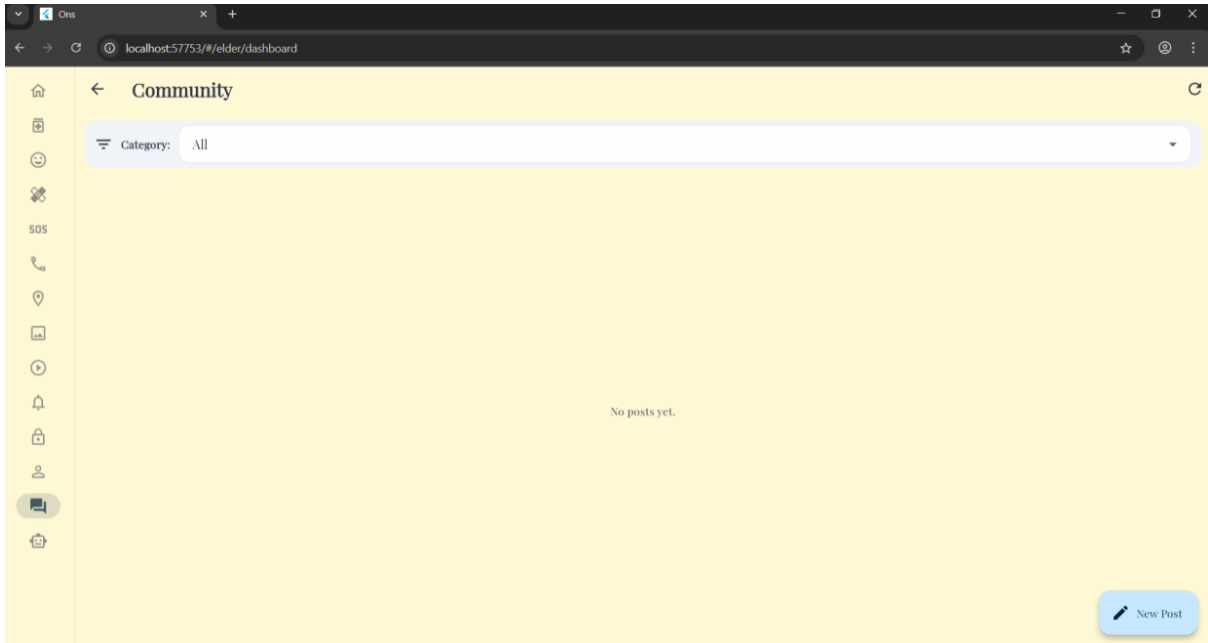 Ons
localhost:57753/#/elder/dashboard
Community
Category: All
SOS
No posts yet.
New Post